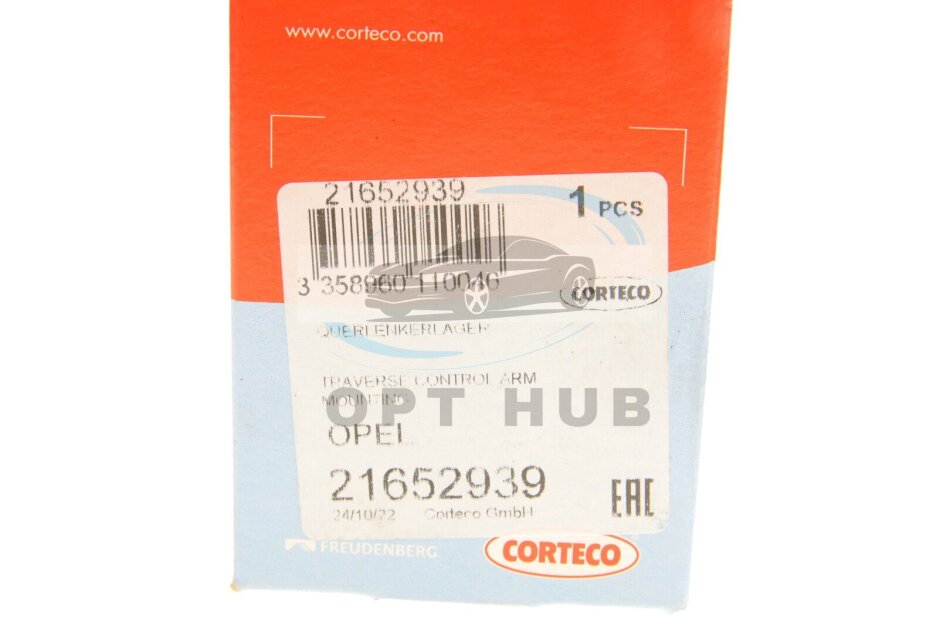 www.corteco.com
21652939
1 PCS
3 358960 110046
CORTECO
QUERLENKERLAGER
TRAVERSE CONTROL ARM
MOUNTING
OPT HUB
OPEL
21652939
EAC
24/10/22 Corteco GmbH
FREUDENBERG
CORTECO